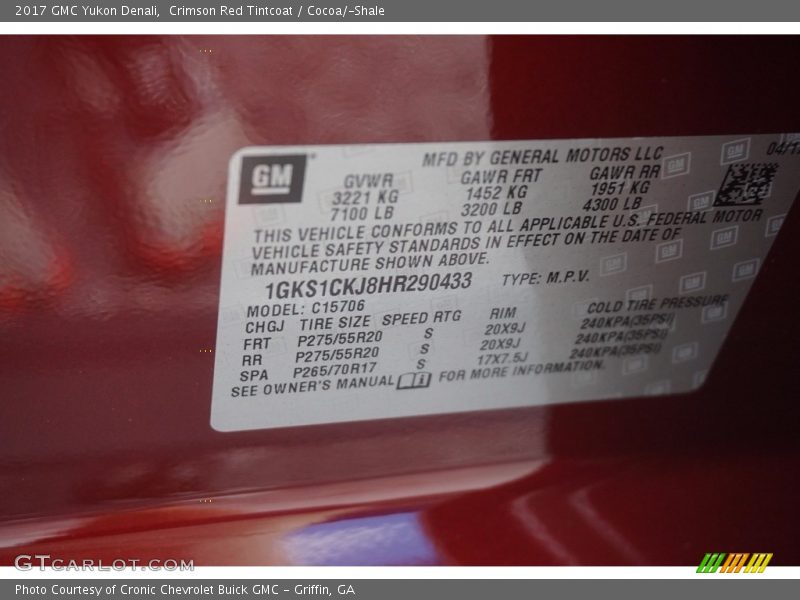 2017 GMC Yukon Denali, Crimson Red Tintcoat / Cocoa/­Shale
GM
MFD BY GENERAL MOTORS LLC
GVWR GAWR FRT GAWR RR
3221 KG 1452 KG 1951 KG
7100 LB 3200 LB 4300 LB
THIS VEHICLE CONFORMS TO ALL APPLICABLE U.S. FEDERAL MOTOR
VEHICLE SAFETY STANDARDS IN EFFECT ON THE DATE OF
MANUFACTURE SHOWN ABOVE.
1GKS1CKJ8HR290433 TYPE: M.P.V.
MODEL: C15706
CHGJ TIRE SIZE SPEED RTG RIM COLD TIRE PRESSURE
FRT P275/55R20 S 20X9J 240KPA(35PSI)
RR P275/55R20 S 20X9J 240KPA(35PSI)
SPA P265/70R17 S 17X7.5J 240KPA(35PSI)
SEE OWNER'S MANUAL FOR MORE INFORMATION.
GTcarlot.com
Photo Courtesy of Cronic Chevrolet Buick GMC - Griffin, GA